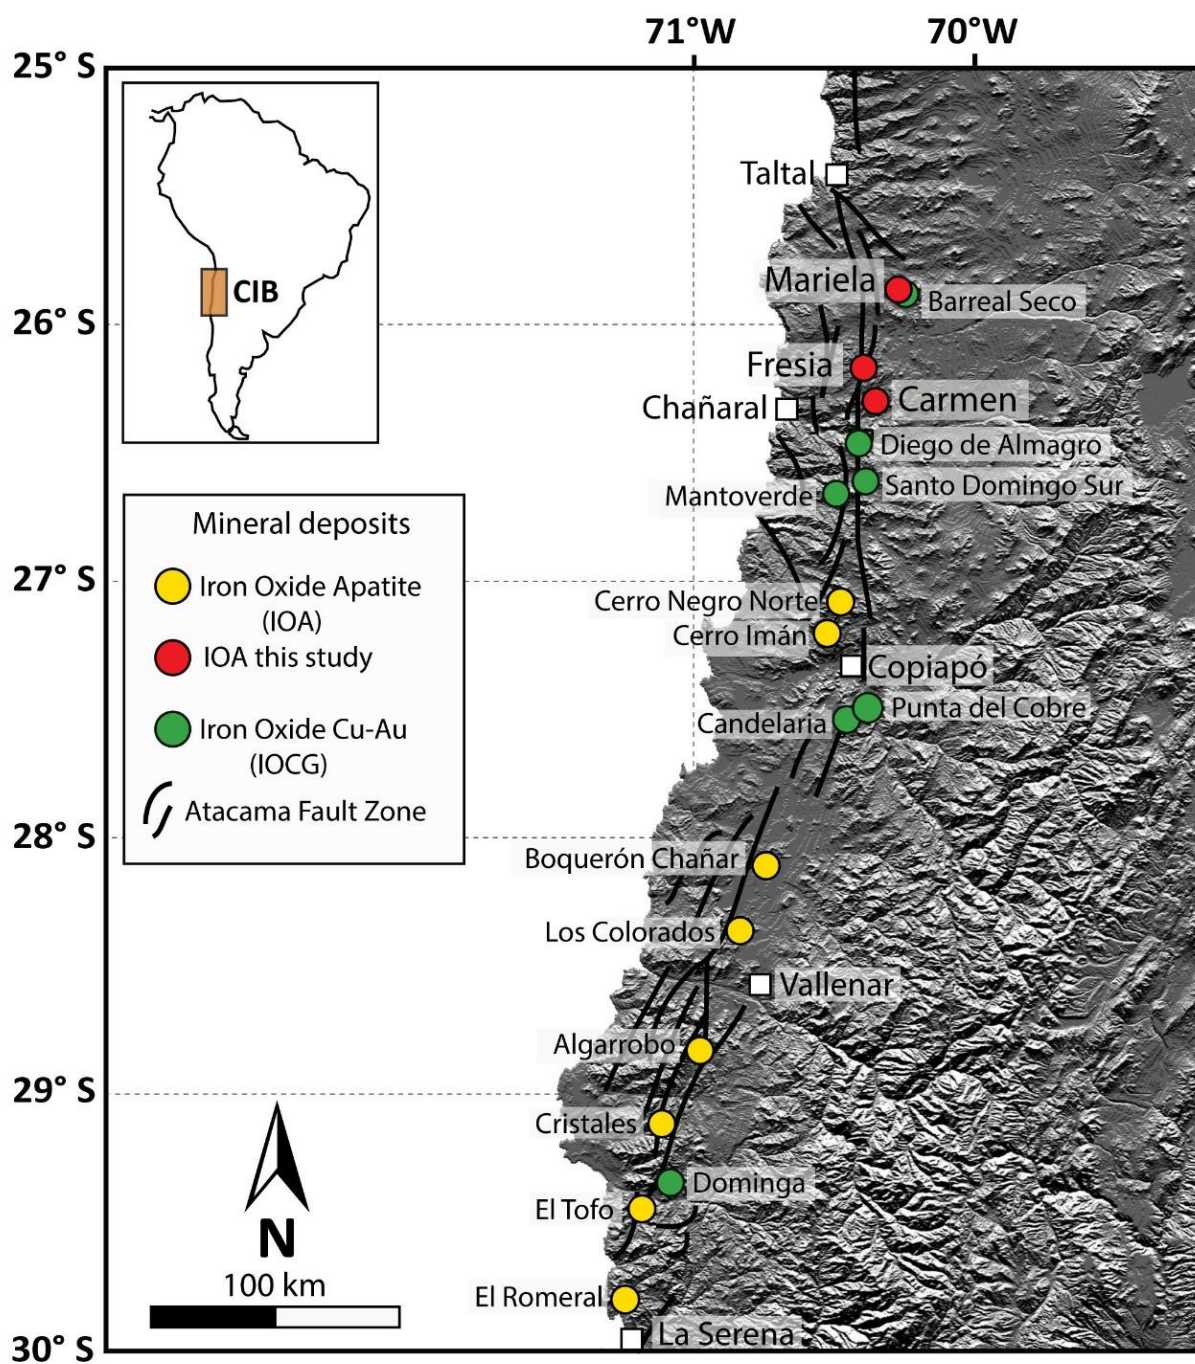 71°W
70°W
25° S
Taltal
CIB
Mariela
Barreal Seco
26° S
Fresia
Carmen
Chañaral
Diego de Almagro
Santo Domingo Sur
Mantoverde
Mineral deposits
Iron Oxide Apatite
(IOA)
IOA this study
Iron Oxide Cu-Au
(IOCG)
Atacama Fault Zone
27° S
Cerro Negro Norte
Cerro Imán
Copiapó
Punta del Cobre
Candelaria
28° S
Boquerón Chañar
Los Colorados
Vallenar
Algarrobo
29° S
Cristales
Dominga
El Tofo
N
100 km
El Romeral
La Serena
30° S